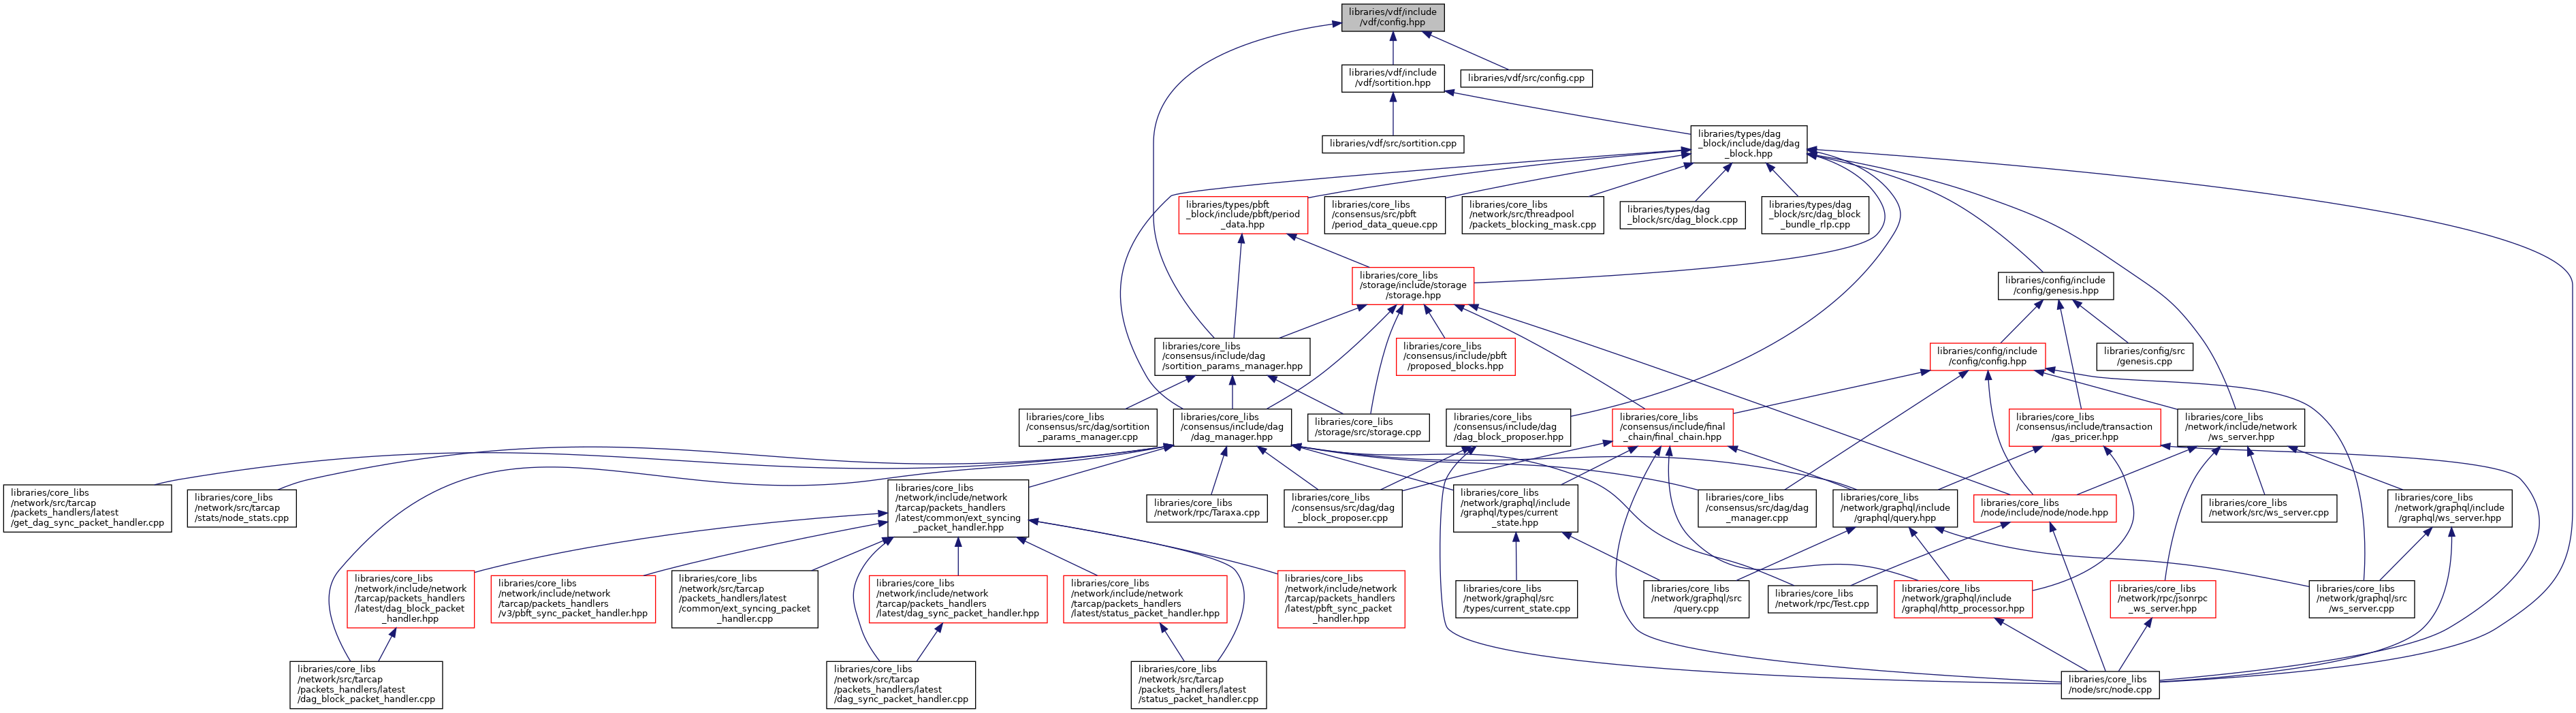 libraries/vdf/include
/vdf/config.hpp
libraries/vdf/include
/vdf/sortition.hpp
libraries/vdf/src/config.cpp
libraries/vdf/src/sortition.cpp
libraries/types/dag
_block/include/dag/dag
_block.hpp
libraries/types/pbft
_block/include/pbft/period
_data.hpp
libraries/core_libs
/consensus/src/pbft
/period_data_queue.cpp
libraries/core_libs
/network/src/threadpool
/packets_blocking_mask.cpp
libraries/types/dag
_block/src/dag_block.cpp
libraries/types/dag
_block/src/dag_block
_bundle_rlp.cpp
libraries/core_libs
/storage/include/storage
/storage.hpp
libraries/config/include
/config/genesis.hpp
libraries/core_libs
/consensus/include/dag
/sortition_params_manager.hpp
libraries/core_libs
/consensus/include/pbft
/proposed_blocks.hpp
libraries/config/include
/config/config.hpp
libraries/config/src
/genesis.cpp
libraries/core_libs
/consensus/src/dag/sortition
_params_manager.cpp
libraries/core_libs
/consensus/include/dag
/dag_manager.hpp
libraries/core_libs
/storage/src/storage.cpp
libraries/core_libs
/consensus/include/dag
/dag_block_proposer.hpp
libraries/core_libs
/consensus/include/final
_chain/final_chain.hpp
libraries/core_libs
/consensus/include/transaction
/gas_pricer.hpp
libraries/core_libs
/network/include/network
/ws_server.hpp
libraries/core_libs
/network/src/tarcap
/packets_handlers/latest
/get_dag_sync_packet_handler.cpp
libraries/core_libs
/network/src/tarcap
/stats/node_stats.cpp
libraries/core_libs
/network/include/network
/tarcap/packets_handlers
/latest/common/ext_syncing
_packet_handler.hpp
libraries/core_libs
/network/rpc/Taraxa.cpp
libraries/core_libs
/consensus/src/dag/dag
_block_proposer.cpp
libraries/core_libs
/network/graphql/include
/graphql/types/current
_state.hpp
libraries/core_libs
/consensus/src/dag/dag
_manager.cpp
libraries/core_libs
/network/graphql/include
/graphql/query.hpp
libraries/core_libs
/node/include/node/node.hpp
libraries/core_libs
/network/src/ws_server.cpp
libraries/core_libs
/network/graphql/include
/graphql/ws_server.hpp
libraries/core_libs
/network/include/network
/tarcap/packets_handlers
/latest/dag_block_packet
_handler.hpp
libraries/core_libs
/network/include/network
/tarcap/packets_handlers
/v3/pbft_sync_packet_handler.hpp
libraries/core_libs
/network/src/tarcap
/packets_handlers/latest
/common/ext_syncing_packet
_handler.cpp
libraries/core_libs
/network/include/network
/tarcap/packets_handlers
/latest/dag_sync_packet_handler.hpp
libraries/core_libs
/network/include/network
/tarcap/packets_handlers
/latest/status_packet_handler.hpp
libraries/core_libs
/network/include/network
/tarcap/packets_handlers
/latest/pbft_sync_packet
_handler.hpp
libraries/core_libs
/network/graphql/src
/types/current_state.cpp
libraries/core_libs
/network/graphql/src
/query.cpp
libraries/core_libs
/network/rpc/Test.cpp
libraries/core_libs
/network/graphql/include
/graphql/http_processor.hpp
libraries/core_libs
/network/rpc/jsonrpc
_ws_server.hpp
libraries/core_libs
/network/graphql/src
/ws_server.cpp
libraries/core_libs
/network/src/tarcap
/packets_handlers/latest
/dag_block_packet_handler.cpp
libraries/core_libs
/network/src/tarcap
/packets_handlers/latest
/dag_sync_packet_handler.cpp
libraries/core_libs
/network/src/tarcap
/packets_handlers/latest
/status_packet_handler.cpp
libraries/core_libs
/node/src/node.cpp